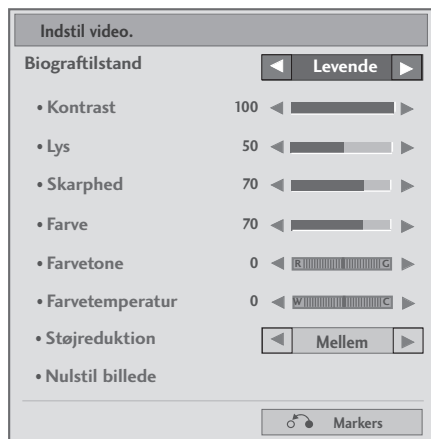 Indstil video.
Biograftilstand ◀ Levende ▶
• Kontrast 100 ◀ ▶
• Lys 50 ◀ ▶
• Skarphed 70 ◀ ▶
• Farve 70 ◀ ▶
• Farvetone 0 ◀ R G ▶
• Farvetemperatur 0 ◀ W C ▶
• Støjreduktion ◀ Mellem ▶
• Nulstil billede
Markers